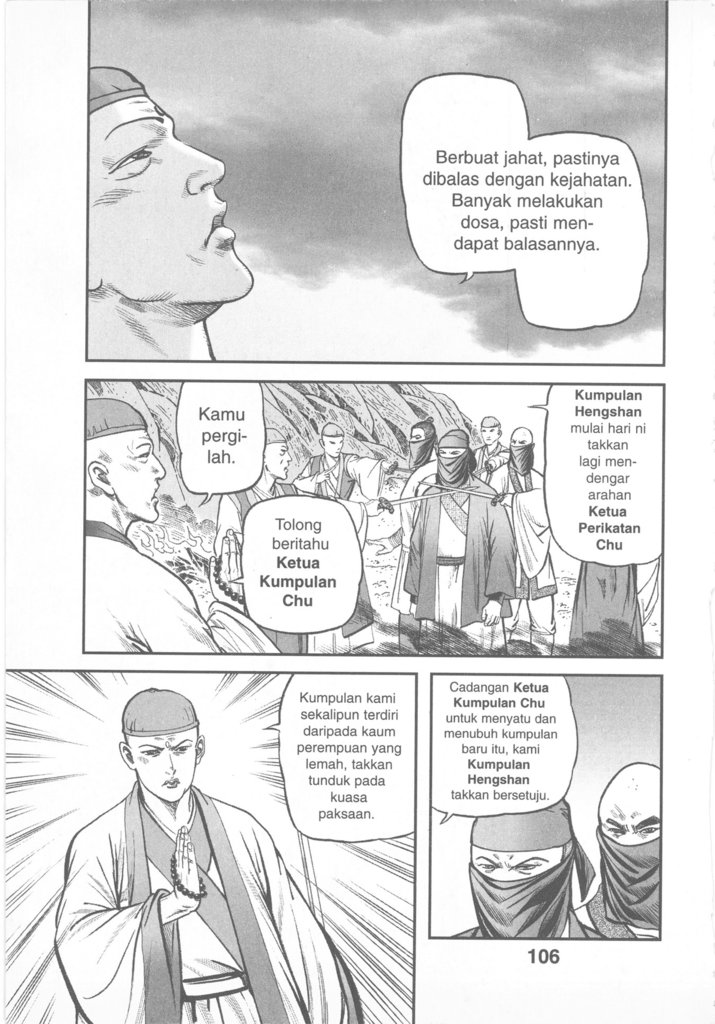 Berbuat jahat, pastinya
dibalas dengan kejahatan.
Banyak melakukan
dosa, pasti men-
dapat balasannya.
Kamu
pergi-
lah.
Tolong
beritahu
Ketua
Kumpulan
Chu
Kumpulan
Hengshan
mulai hari ni
takkan
lagi men-
dengar
arahan
Ketua
Perikatan
Chu
Kumpulan kami
sekalipun terdiri
daripada kaum
perempuan yang
lemah, takkan
tunduk pada
kuasa
paksaan.
Cadangan Ketua
Kumpulan Chu
untuk menyatu dan
menubuh kumpulan
baru itu, kami
Kumpulan
Hengshan
takkan bersetuju.
106